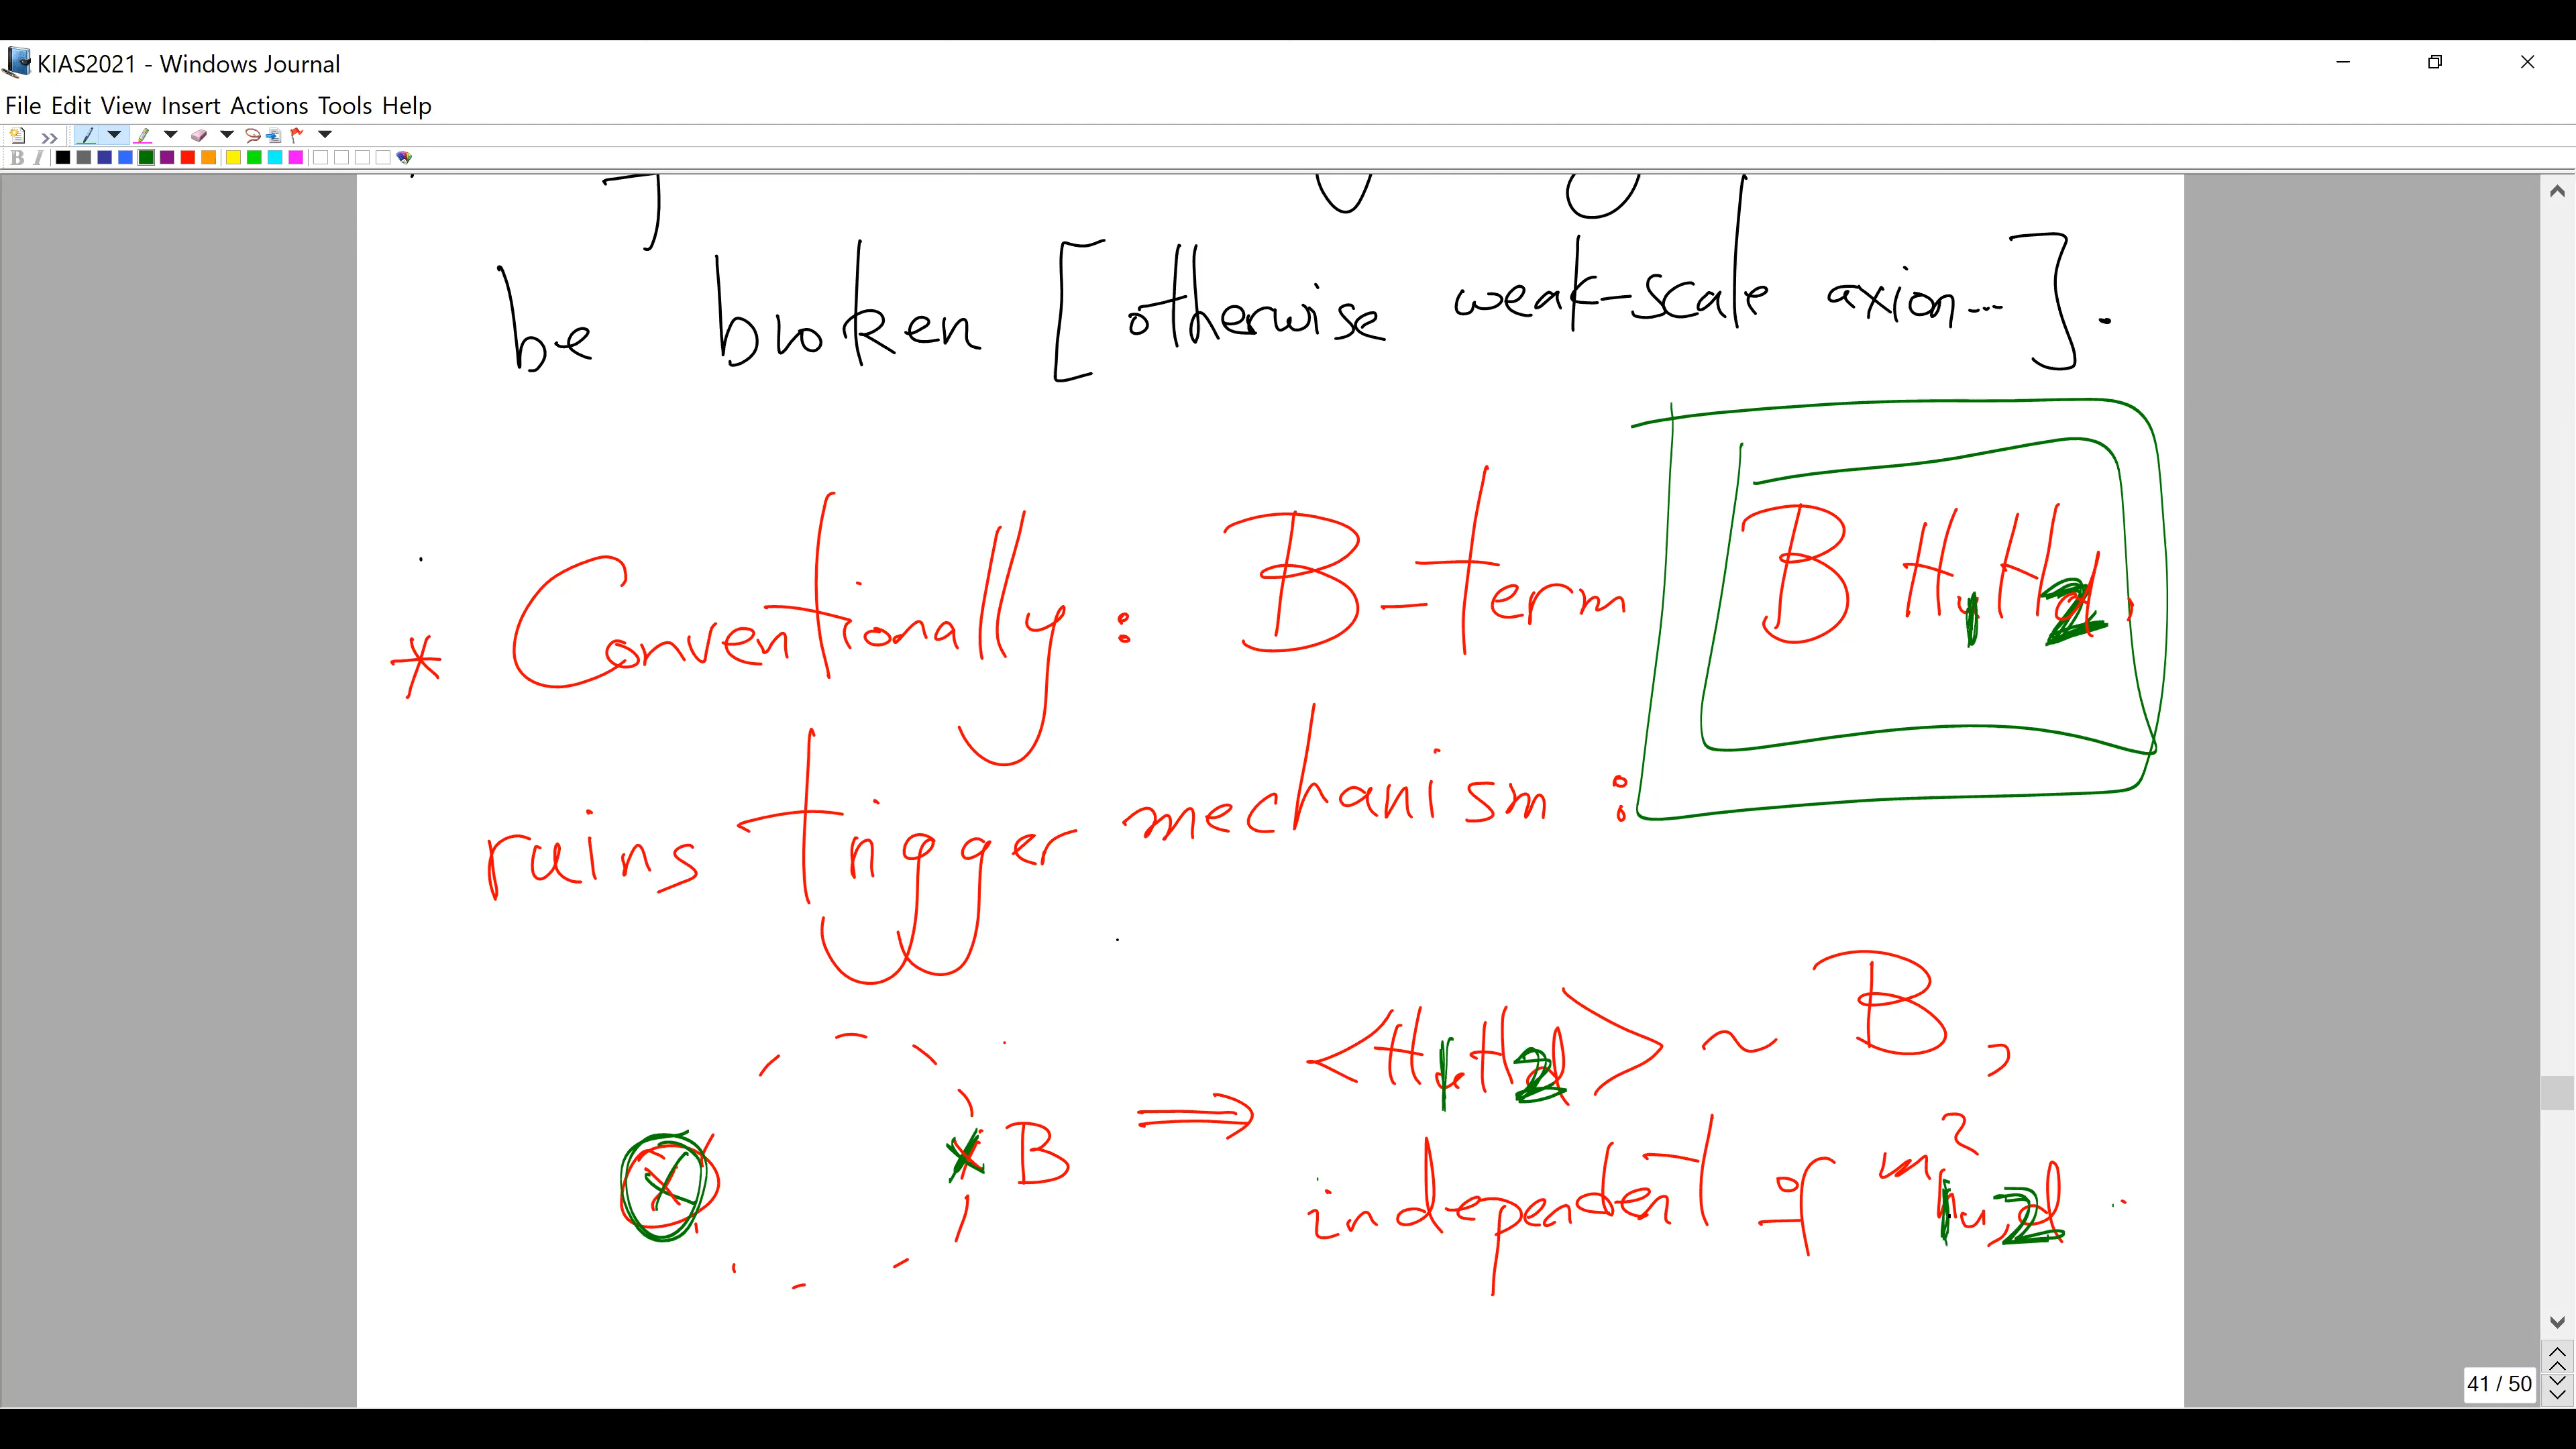 KIAS2021 - Windows Journal
File Edit View Insert Actions Tools Help
B I
be broken [otherwise weak-scale axion...].
* Conventionally: B-term B H₁H₂,
ruins trigger mechanism:
B ⟹ <H₁H₂> ~ B,
independent of m²₁,₂.
41 / 50